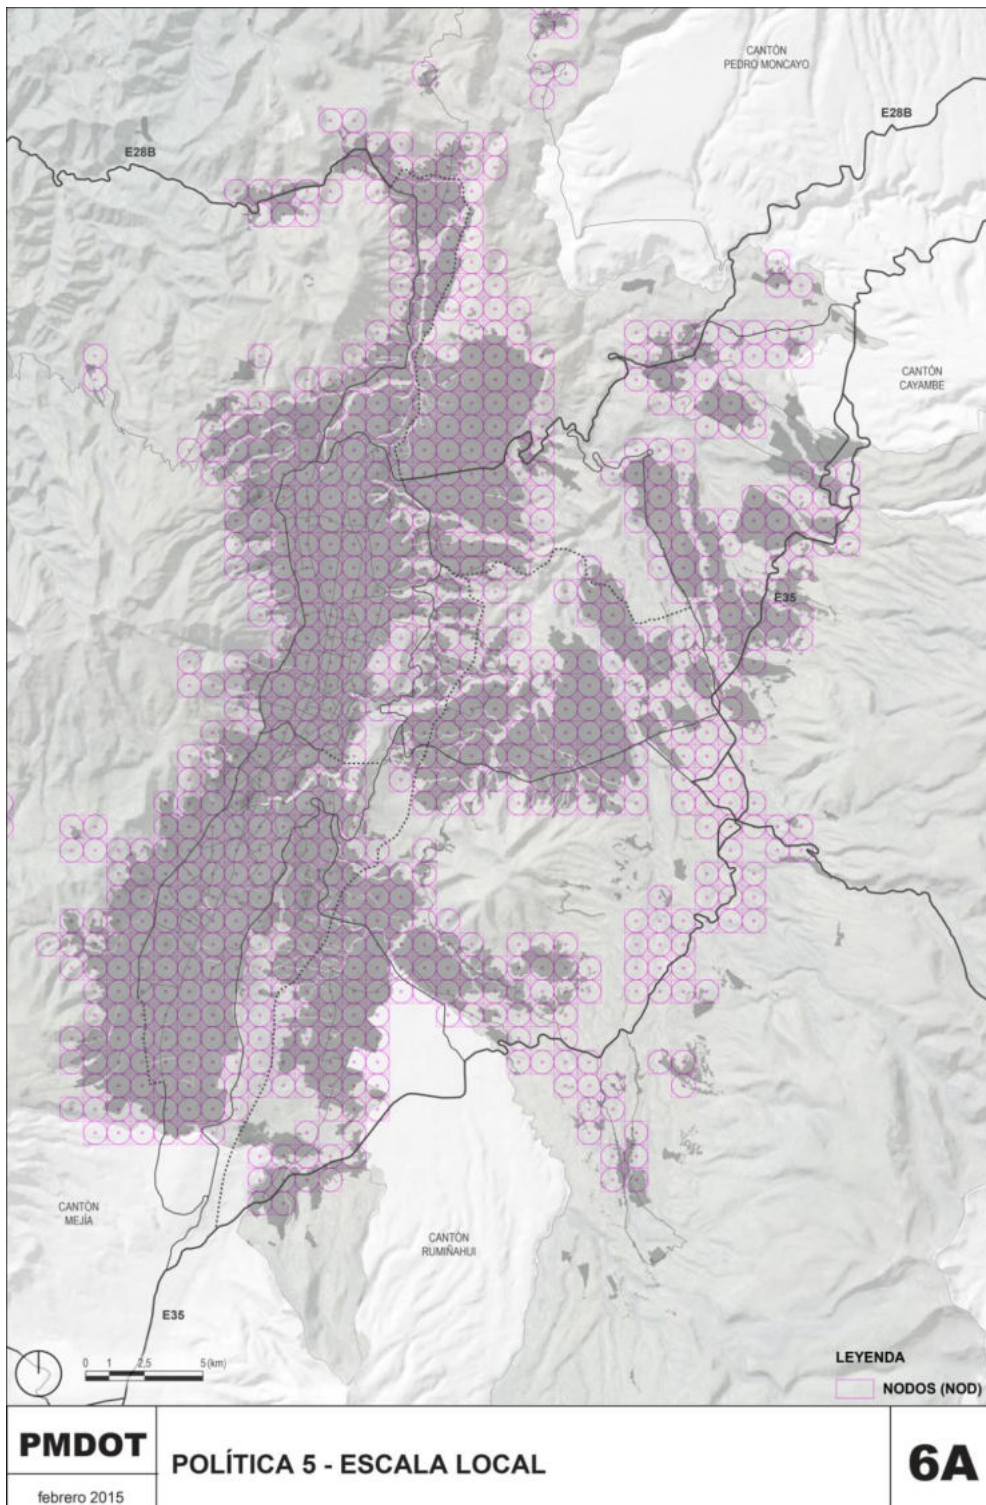 CANTÓN
PEDRO MONCAYO
E28B
E28B
CANTÓN
CAYAMBE
E35
CANTÓN
MEJÍA
CANTÓN
RUMIÑAHUI
E35
0 1 2,5 5 (km)
LEYENDA
NODOS (NOD)
PMDOT
febrero 2015
POLÍTICA 5 - ESCALA LOCAL
6A